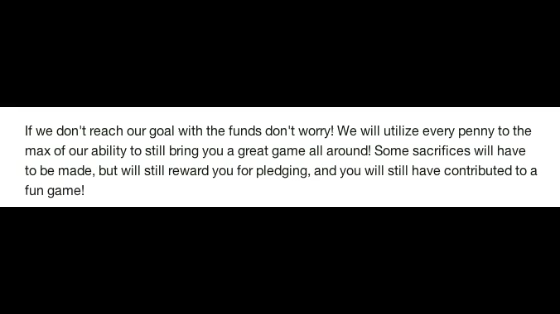 If we don't reach our goal with the funds don't worry! We will utilize every penny to the
max of our ability to still bring you a great game all around! Some sacrifices will have
to be made, but will still reward you for pledging, and you will still have contributed to a
fun game!